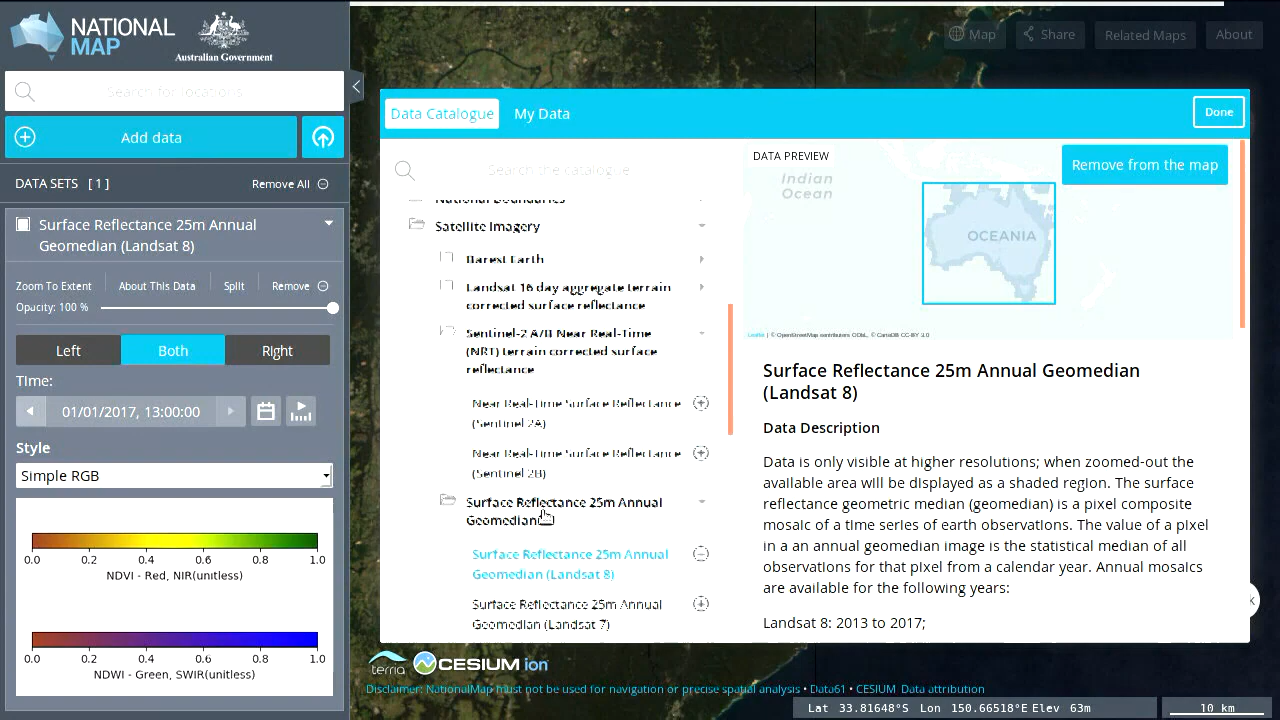 NATIONAL
MAP
Australian Government
Map
Share
Related Maps
About
Search for locations
Add data
DATA SETS [ 1 ]
Remove All
Surface Reflectance 25m Annual
Geomedian (Landsat 8)
Zoom To Extent
About This Data
Split
Remove
Opacity: 100 %
Left
Both
Right
Time:
01/01/2017, 13:00:00
Style
Simple RGB
0.0 0.2 0.4 0.6 0.8 1.0
NDVI - Red, NIR(unitless)
0.0 0.2 0.4 0.6 0.8 1.0
NDWI - Green, SWIR(unitless)
Data Catalogue
My Data
Done
Search the catalogue
National Boundaries
Satellite Imagery
Barest Earth
Landsat 16 day aggregate terrain
corrected surface reflectance
Sentinel-2 A/B Near Real-Time
(NRT) terrain corrected surface
reflectance
Near Real-Time Surface Reflectance
(Sentinel 2A)
Near Real-Time Surface Reflectance
(Sentinel 2B)
Surface Reflectance 25m Annual
Geomedian
Surface Reflectance 25m Annual
Geomedian (Landsat 8)
Surface Reflectance 25m Annual
Geomedian (Landsat 7)
DATA PREVIEW
Remove from the map
Indian
Ocean
OCEANIA
Leaflet | © OpenStreetMap contributors ODbL, © CartoDB CC-BY 3.0
Surface Reflectance 25m Annual Geomedian
(Landsat 8)
Data Description
Data is only visible at higher resolutions; when zoomed-out the
available area will be displayed as a shaded region. The surface
reflectance geometric median (geomedian) is a pixel composite
mosaic of a time series of earth observations. The value of a pixel
in a an annual geomedian image is the statistical median of all
observations for that pixel from a calendar year. Annual mosaics
are available for the following years:
Landsat 8: 2013 to 2017;
terria
CESIUM ion
Disclaimer: NationalMap must not be used for navigation or precise spatial analysis • Data61 • CESIUM Data attribution
Lat 33.81648°S Lon 150.66518°E Elev 63m
10 km